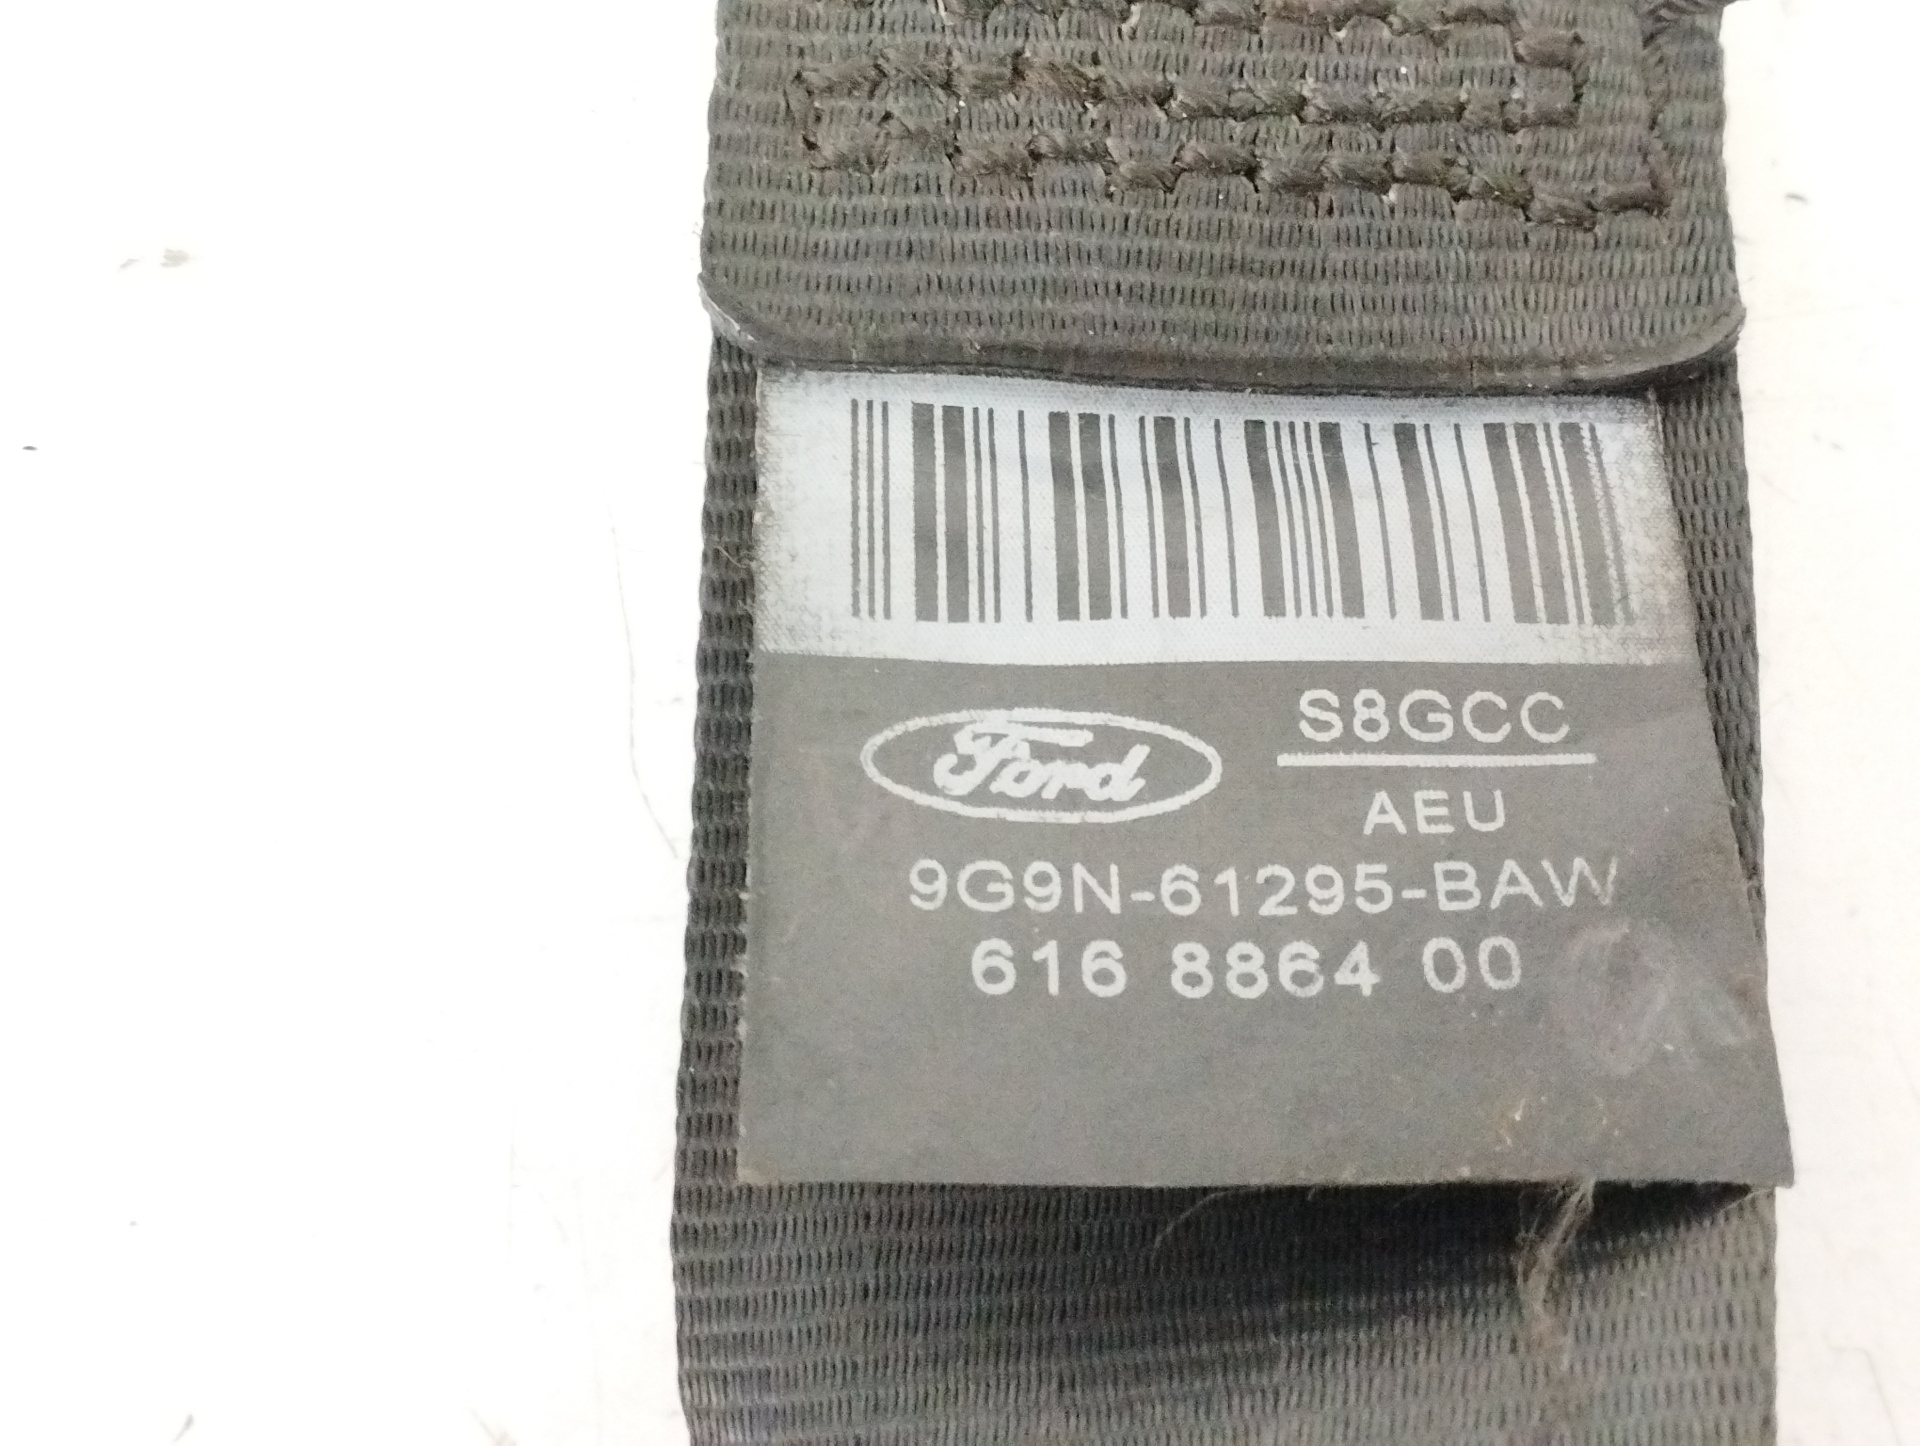 Ford
S8GCC
AEU
9G9N-61295-BAW
616 8864 00